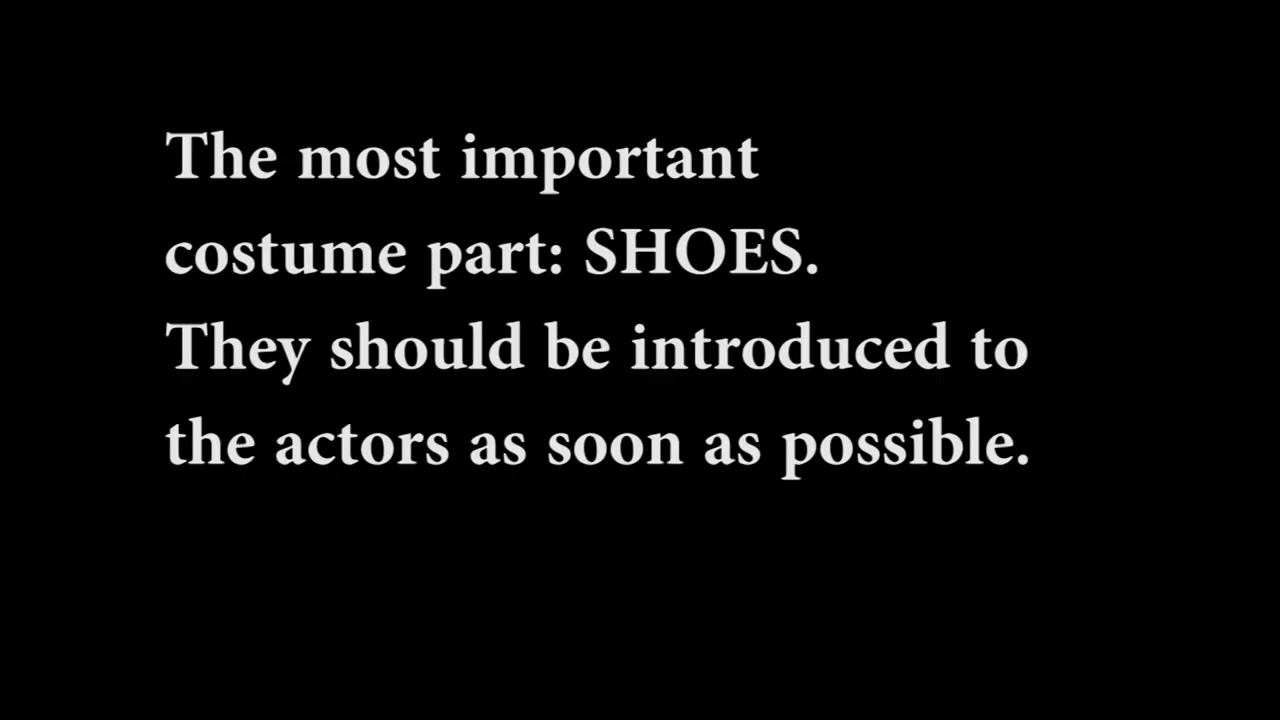 The most important
costume part: SHOES.
They should be introduced to
the actors as soon as possible.